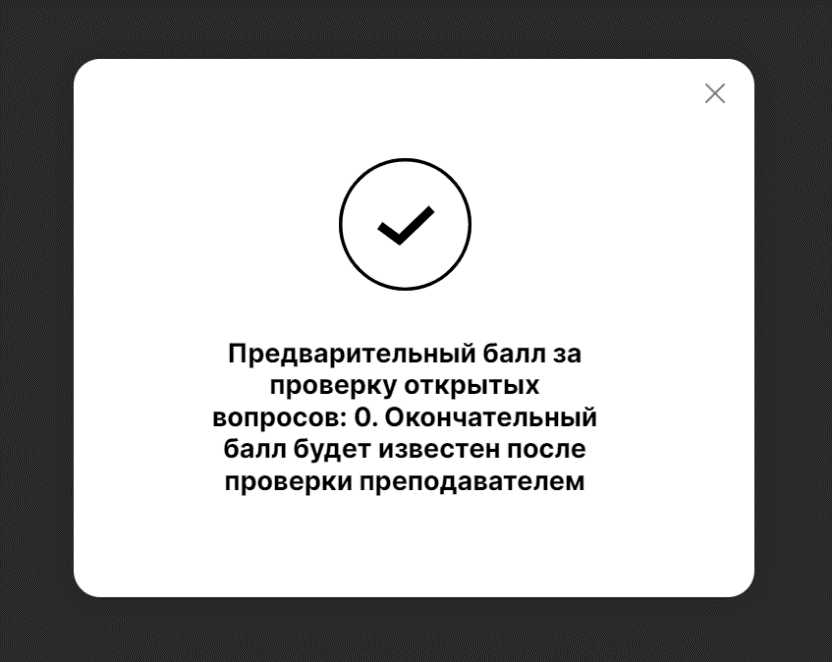 Предварительный балл за
проверку открытых
вопросов: 0. Окончательный
балл будет известен после
проверки преподавателем